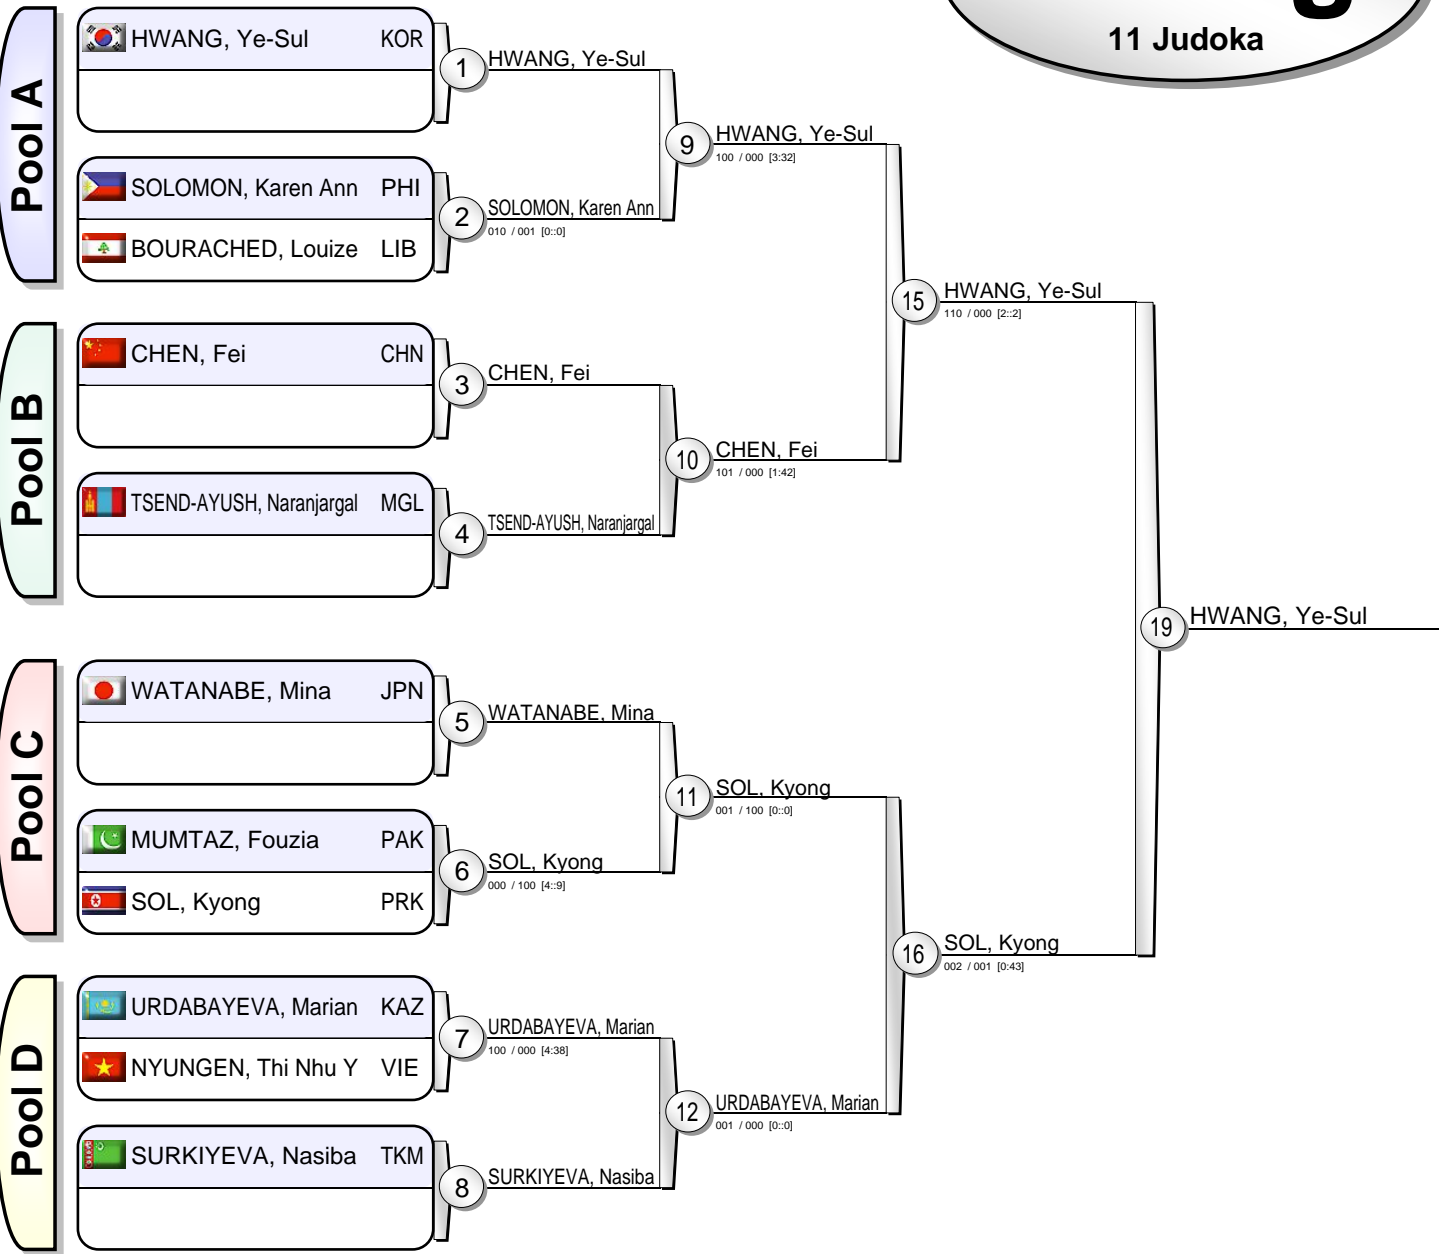 g
11 Judoka
Pool A
HWANG, Ye-Sul KOR
SOLOMON, Karen Ann PHI
BOURACHED, Louize LIB
1 HWANG, Ye-Sul
2 SOLOMON, Karen Ann
010 / 001 [0::0]
9 HWANG, Ye-Sul
100 / 000 [3:32]
Pool B
CHEN, Fei CHN
TSEND-AYUSH, Naranjargal MGL
3 CHEN, Fei
4 TSEND-AYUSH, Naranjargal
10 CHEN, Fei
101 / 000 [1:42]
15 HWANG, Ye-Sul
110 / 000 [2::2]
Pool C
WATANABE, Mina JPN
MUMTAZ, Fouzia PAK
SOL, Kyong PRK
5 WATANABE, Mina
6 SOL, Kyong
000 / 100 [4::9]
11 SOL, Kyong
001 / 100 [0::0]
Pool D
URDABAYEVA, Marian KAZ
NYUNGEN, Thi Nhu Y VIE
SURKIYEVA, Nasiba TKM
7 URDABAYEVA, Marian
100 / 000 [4:38]
8 SURKIYEVA, Nasiba
12 URDABAYEVA, Marian
001 / 000 [0::0]
16 SOL, Kyong
002 / 001 [0:43]
19 HWANG, Ye-Sul